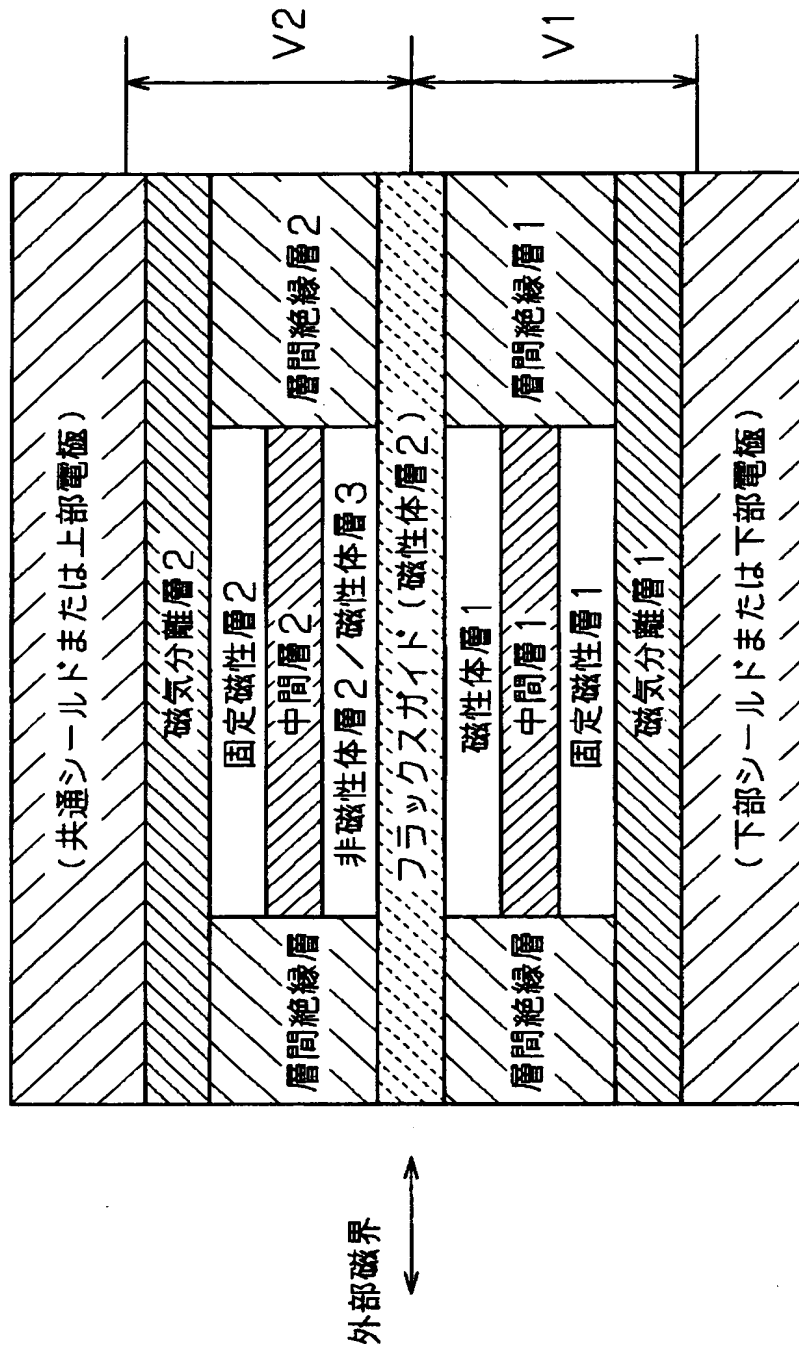 (共通シールドまたは上部電極)
磁気分離層2
固定磁性層2
中間層2
非磁性体層2／磁性体層3
層間絶縁層
層間絶縁層2
フラックスガイド(磁性体層2)
磁性体層1
中間層1
固定磁性層1
層間絶縁層
層間絶縁層1
磁気分離層1
(下部シールドまたは下部電極)
外部磁界
V2
V1